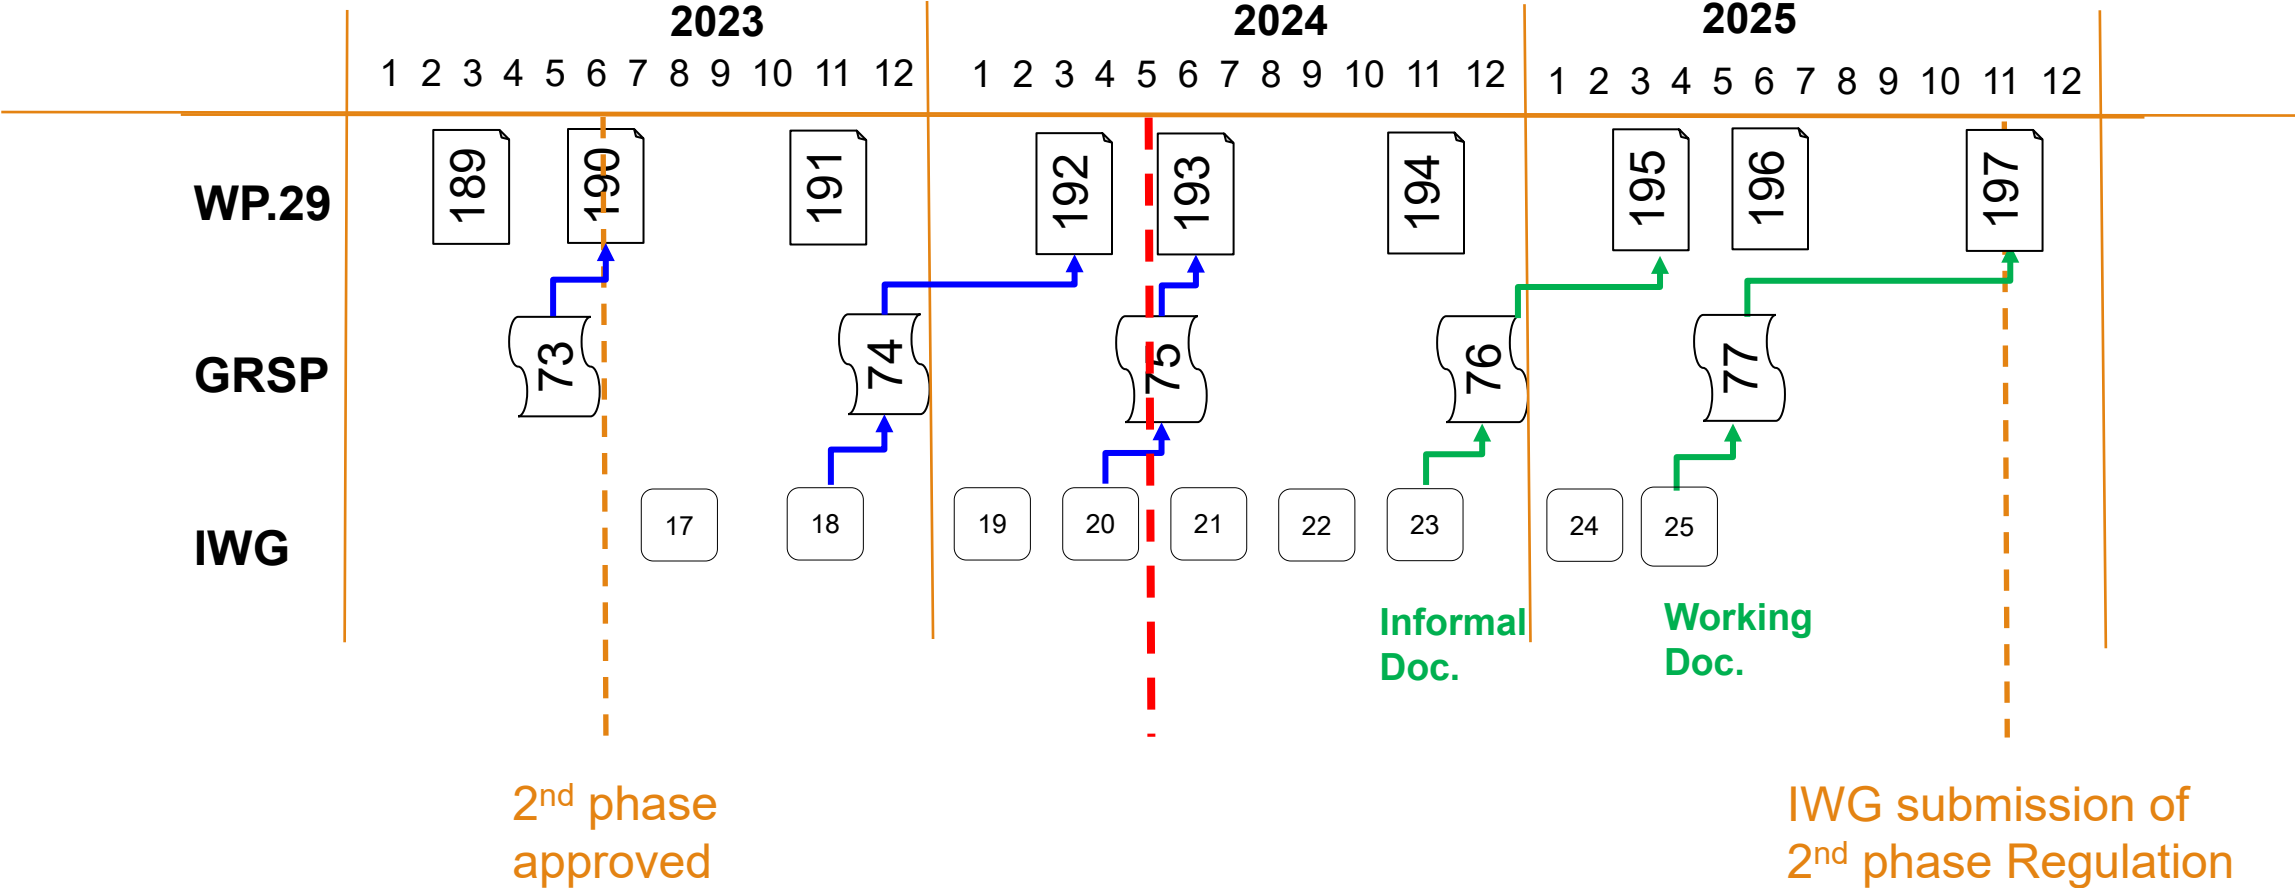 2023 2024 2025
1 2 3 4 5 6 7 8 9 10 11 12 1 2 3 4 5 6 7 8 9 10 11 12 1 2 3 4 5 6 7 8 9 10 11 12
WP.29 189 190 191 192 193 194 195 196 197
GRSP 73 74 75 76 77
IWG 17 18 19 20 21 22 23 24 25
Informal
Doc.
Working
Doc.
2nd phase
approved
IWG submission of
2nd phase Regulation